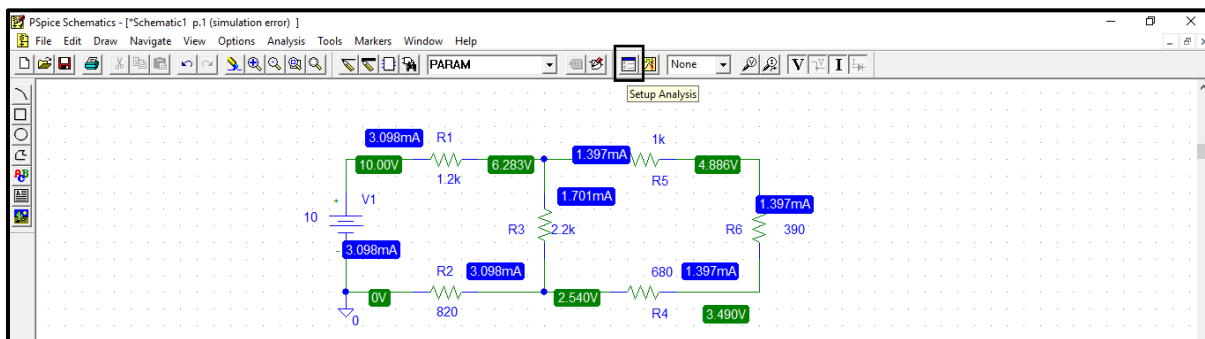 PSpice Schematics - [*Schematic1 p.1 (simulation error) ]
File Edit Draw Navigate View Options Analysis Tools Markers Window Help
PARAM None V V I I
Setup Analysis
3.098mA R1 1k
10.00V 6.283V 1.397mA 4.886V
1.2k R5
+ V1 1.701mA 1.397mA
10 R3 2.2k R6 390
- 3.098mA
R2 3.098mA 680 1.397mA
0V 2.540V
820 R4 3.490V
0